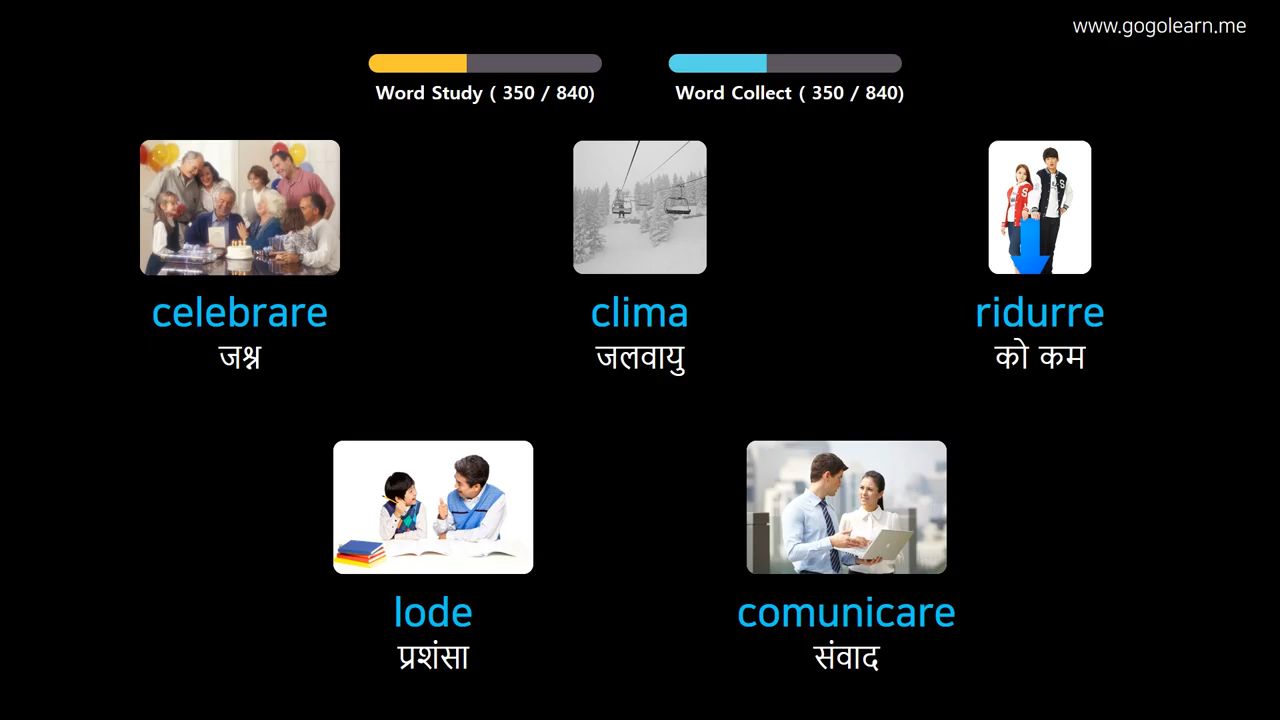 www.gogolearn.me
Word Study ( 350 / 840)
Word Collect ( 350 / 840)
celebrare
जश्न
clima
जलवायु
ridurre
को कम
lode
प्रशंसा
comunicare
संवाद